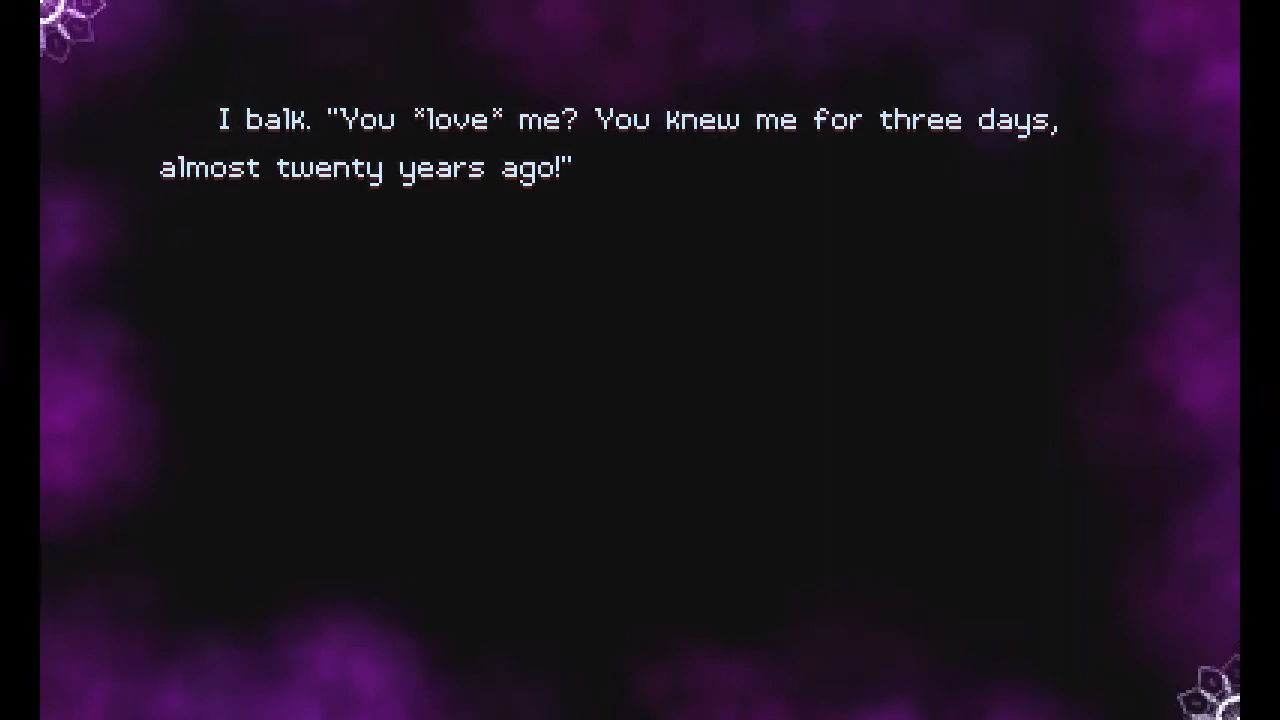 I balk. "You *love* me? You knew me for three days,
almost twenty years ago!"